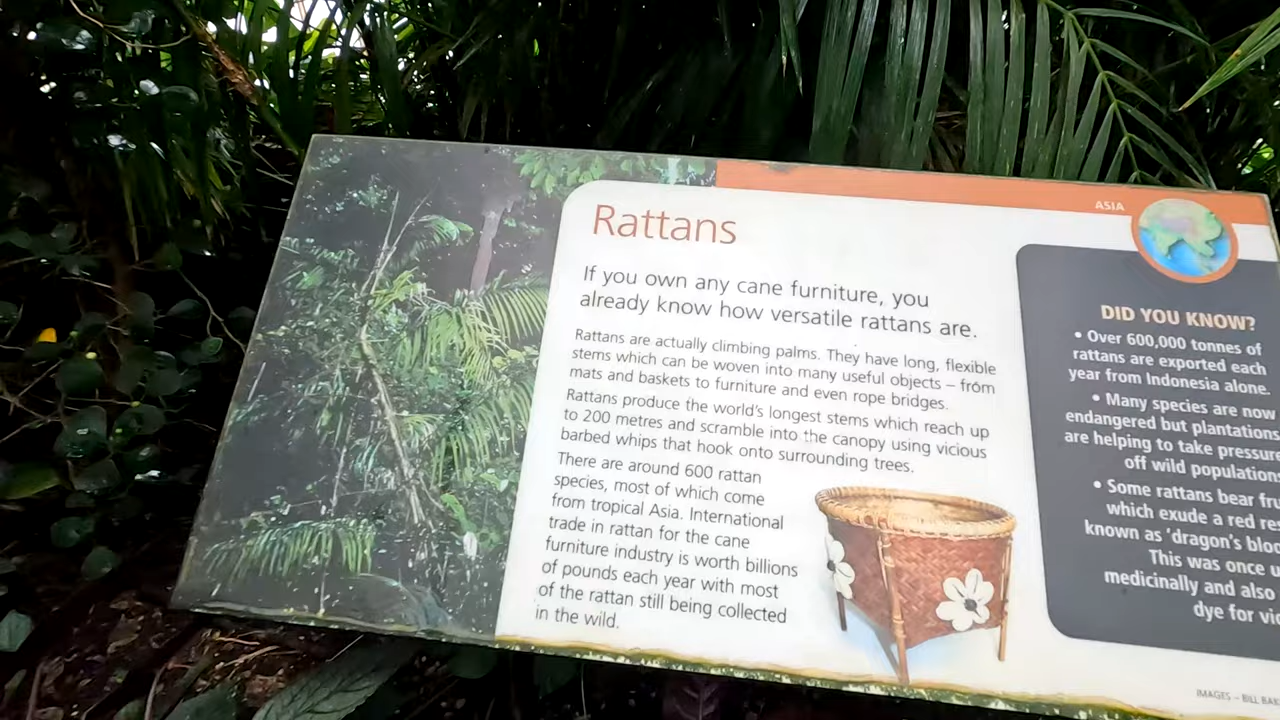 ASIA
Rattans
If you own any cane furniture, you
already know how versatile rattans are.
Rattans are actually climbing palms. They have long, flexible
stems which can be woven into many useful objects – from
mats and baskets to furniture and even rope bridges.
Rattans produce the world's longest stems which reach up
to 200 metres and scramble into the canopy using vicious
barbed whips that hook onto surrounding trees.
There are around 600 rattan
species, most of which come
from tropical Asia. International
trade in rattan for the cane
furniture industry is worth billions
of pounds each year with most
of the rattan still being collected
in the wild.
DID YOU KNOW?
• Over 600,000 tonnes of
rattans are exported each
year from Indonesia alone.
• Many species are now
endangered but plantations
are helping to take pressure
off wild populations
• Some rattans bear
which exude a red
known as 'dragon's
This was once
medicinally and also
dye for
IMAGES – BILL